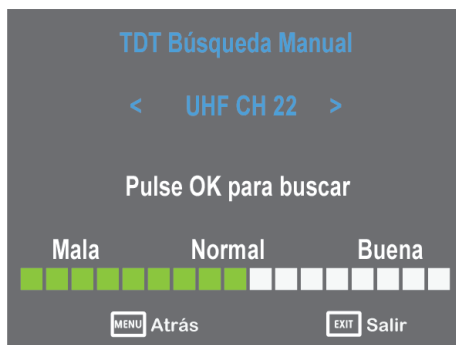 TDT Búsqueda Manual
< UHF CH 22 >
Pulse OK para buscar
Mala Normal Buena
MENU Atrás EXIT Salir